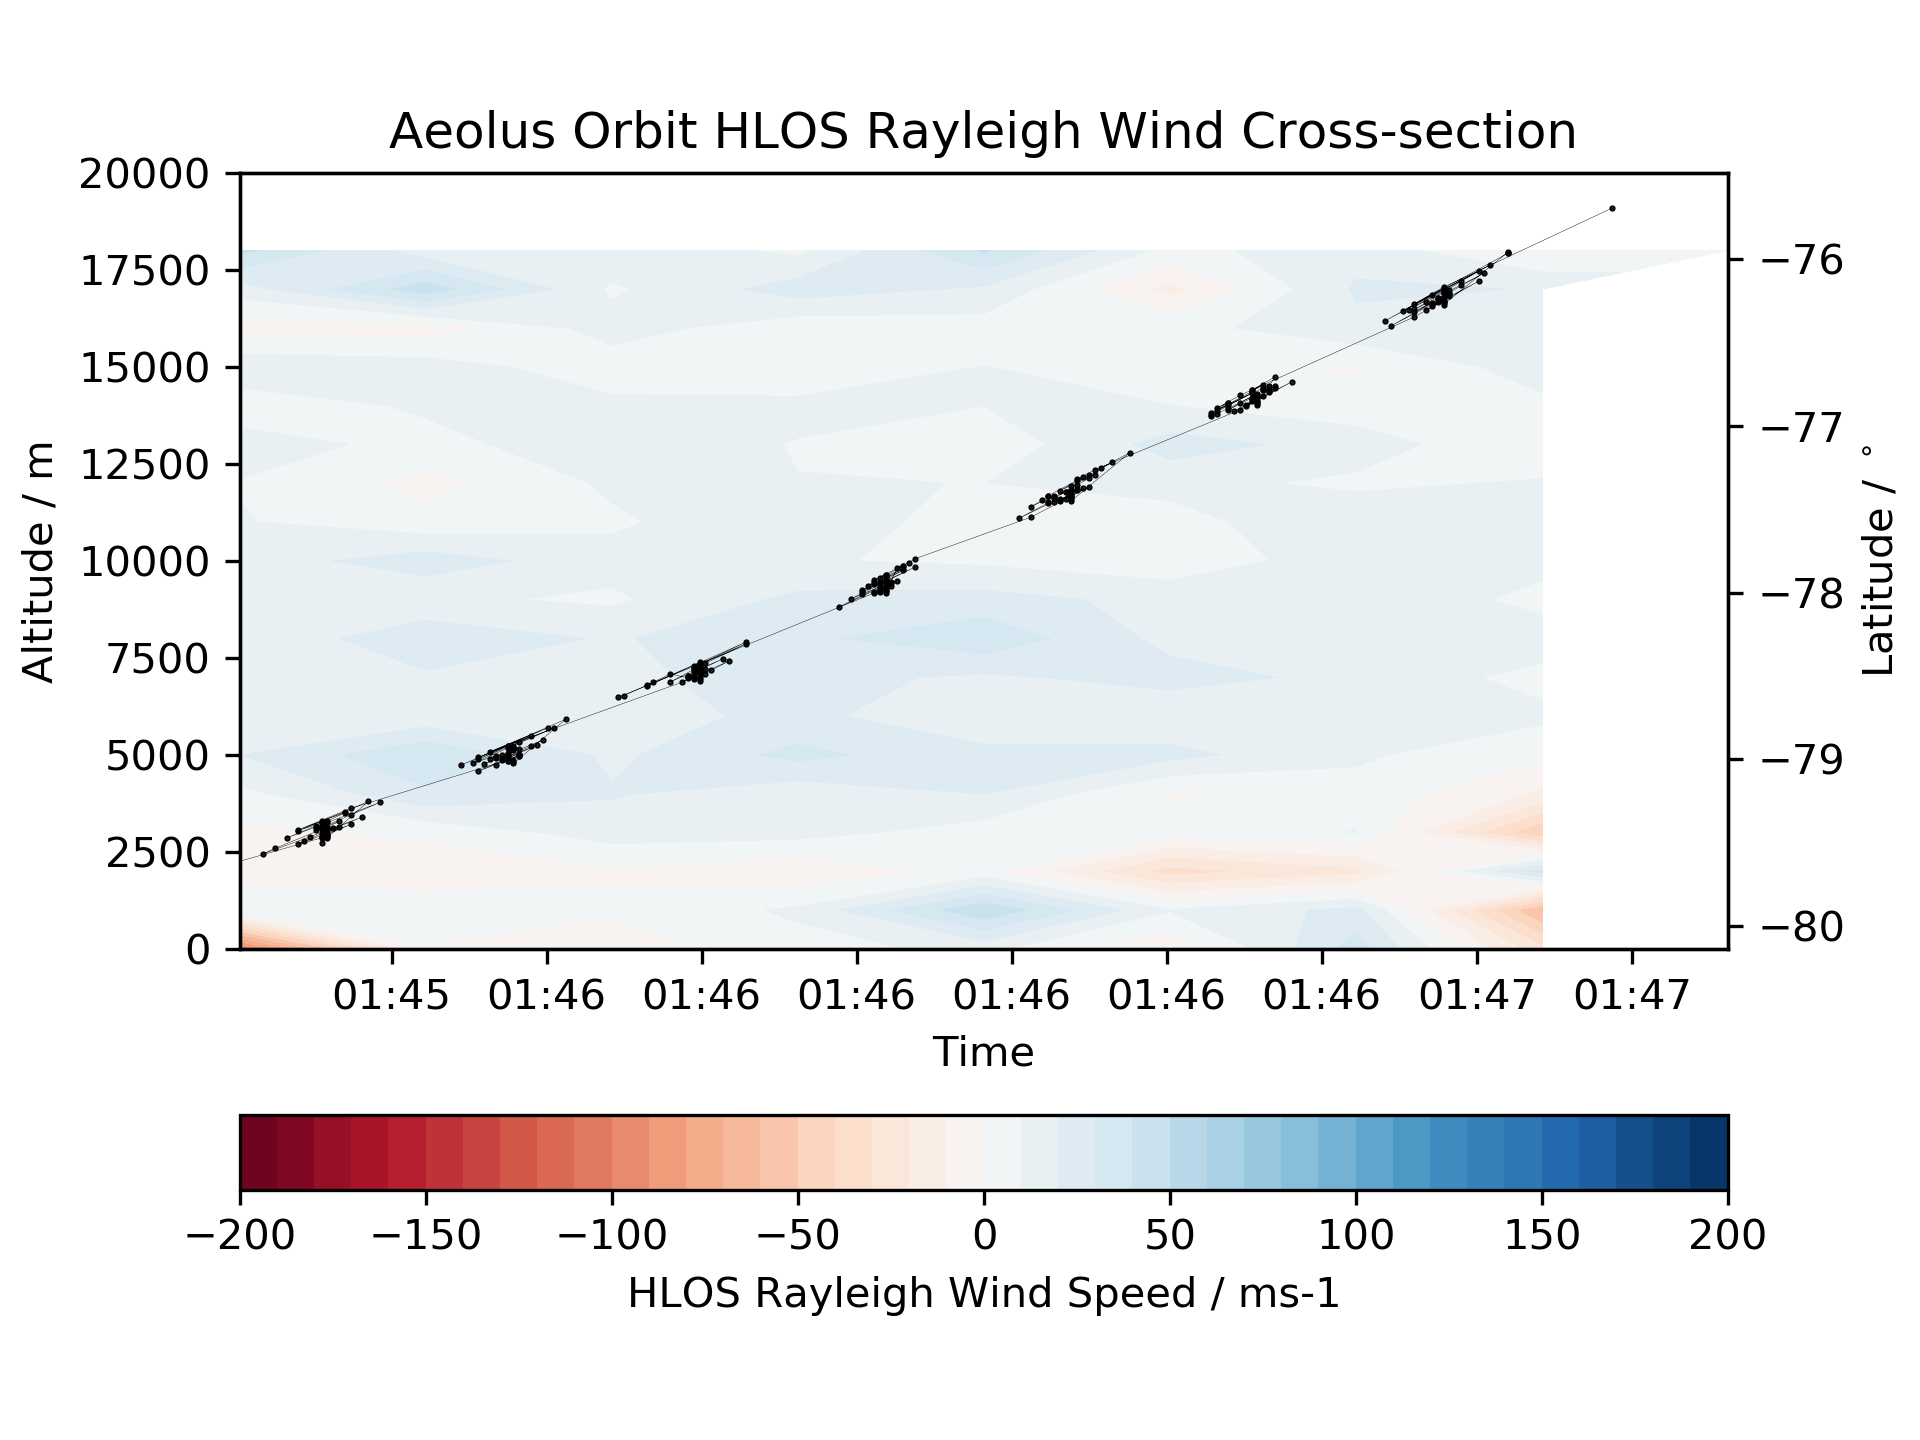 Aeolus Orbit HLOS Rayleigh Wind Cross-section
20000
17500
15000
12500
10000
7500
5000
2500
0
Altitude / m
−76
−77
−78
−79
−80
Latitude / °
01:45 01:46 01:46 01:46 01:46 01:46 01:46 01:47 01:47
Time
−200 −150 −100 −50 0 50 100 150 200
HLOS Rayleigh Wind Speed / ms-1